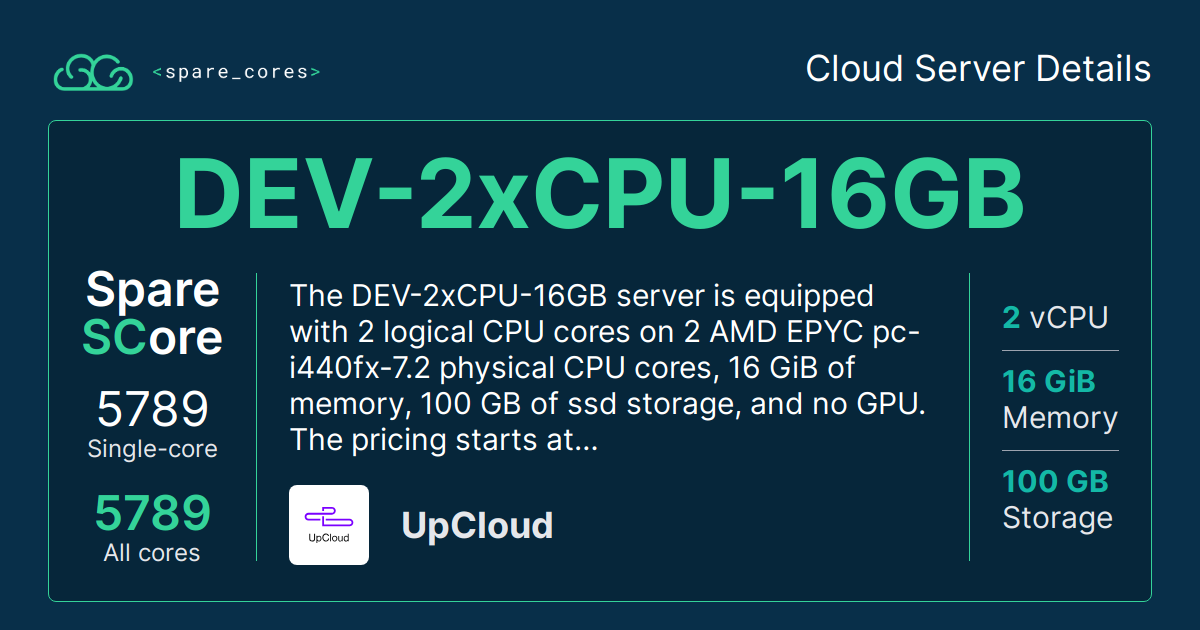 <spare_cores>
Cloud Server Details
DEV-2xCPU-16GB
Spare
SCore
5789
Single-core
5789
All cores
The DEV-2xCPU-16GB server is equipped
with 2 logical CPU cores on 2 AMD EPYC pc-
i440fx-7.2 physical CPU cores, 16 GiB of
memory, 100 GB of ssd storage, and no GPU.
The pricing starts at...
UpCloud
UpCloud
2 vCPU
16 GiB
Memory
100 GB
Storage